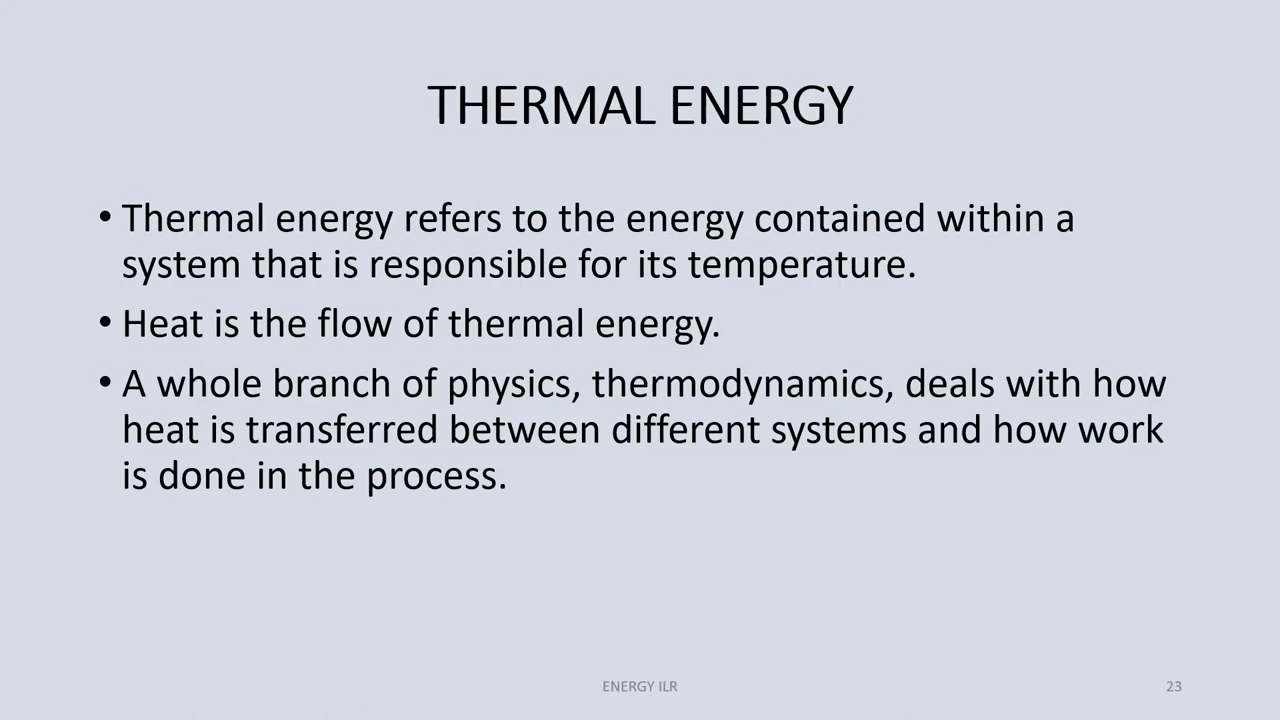 THERMAL ENERGY
• Thermal energy refers to the energy contained within a
system that is responsible for its temperature.
• Heat is the flow of thermal energy.
• A whole branch of physics, thermodynamics, deals with how
heat is transferred between different systems and how work
is done in the process.
ENERGY ILR
23